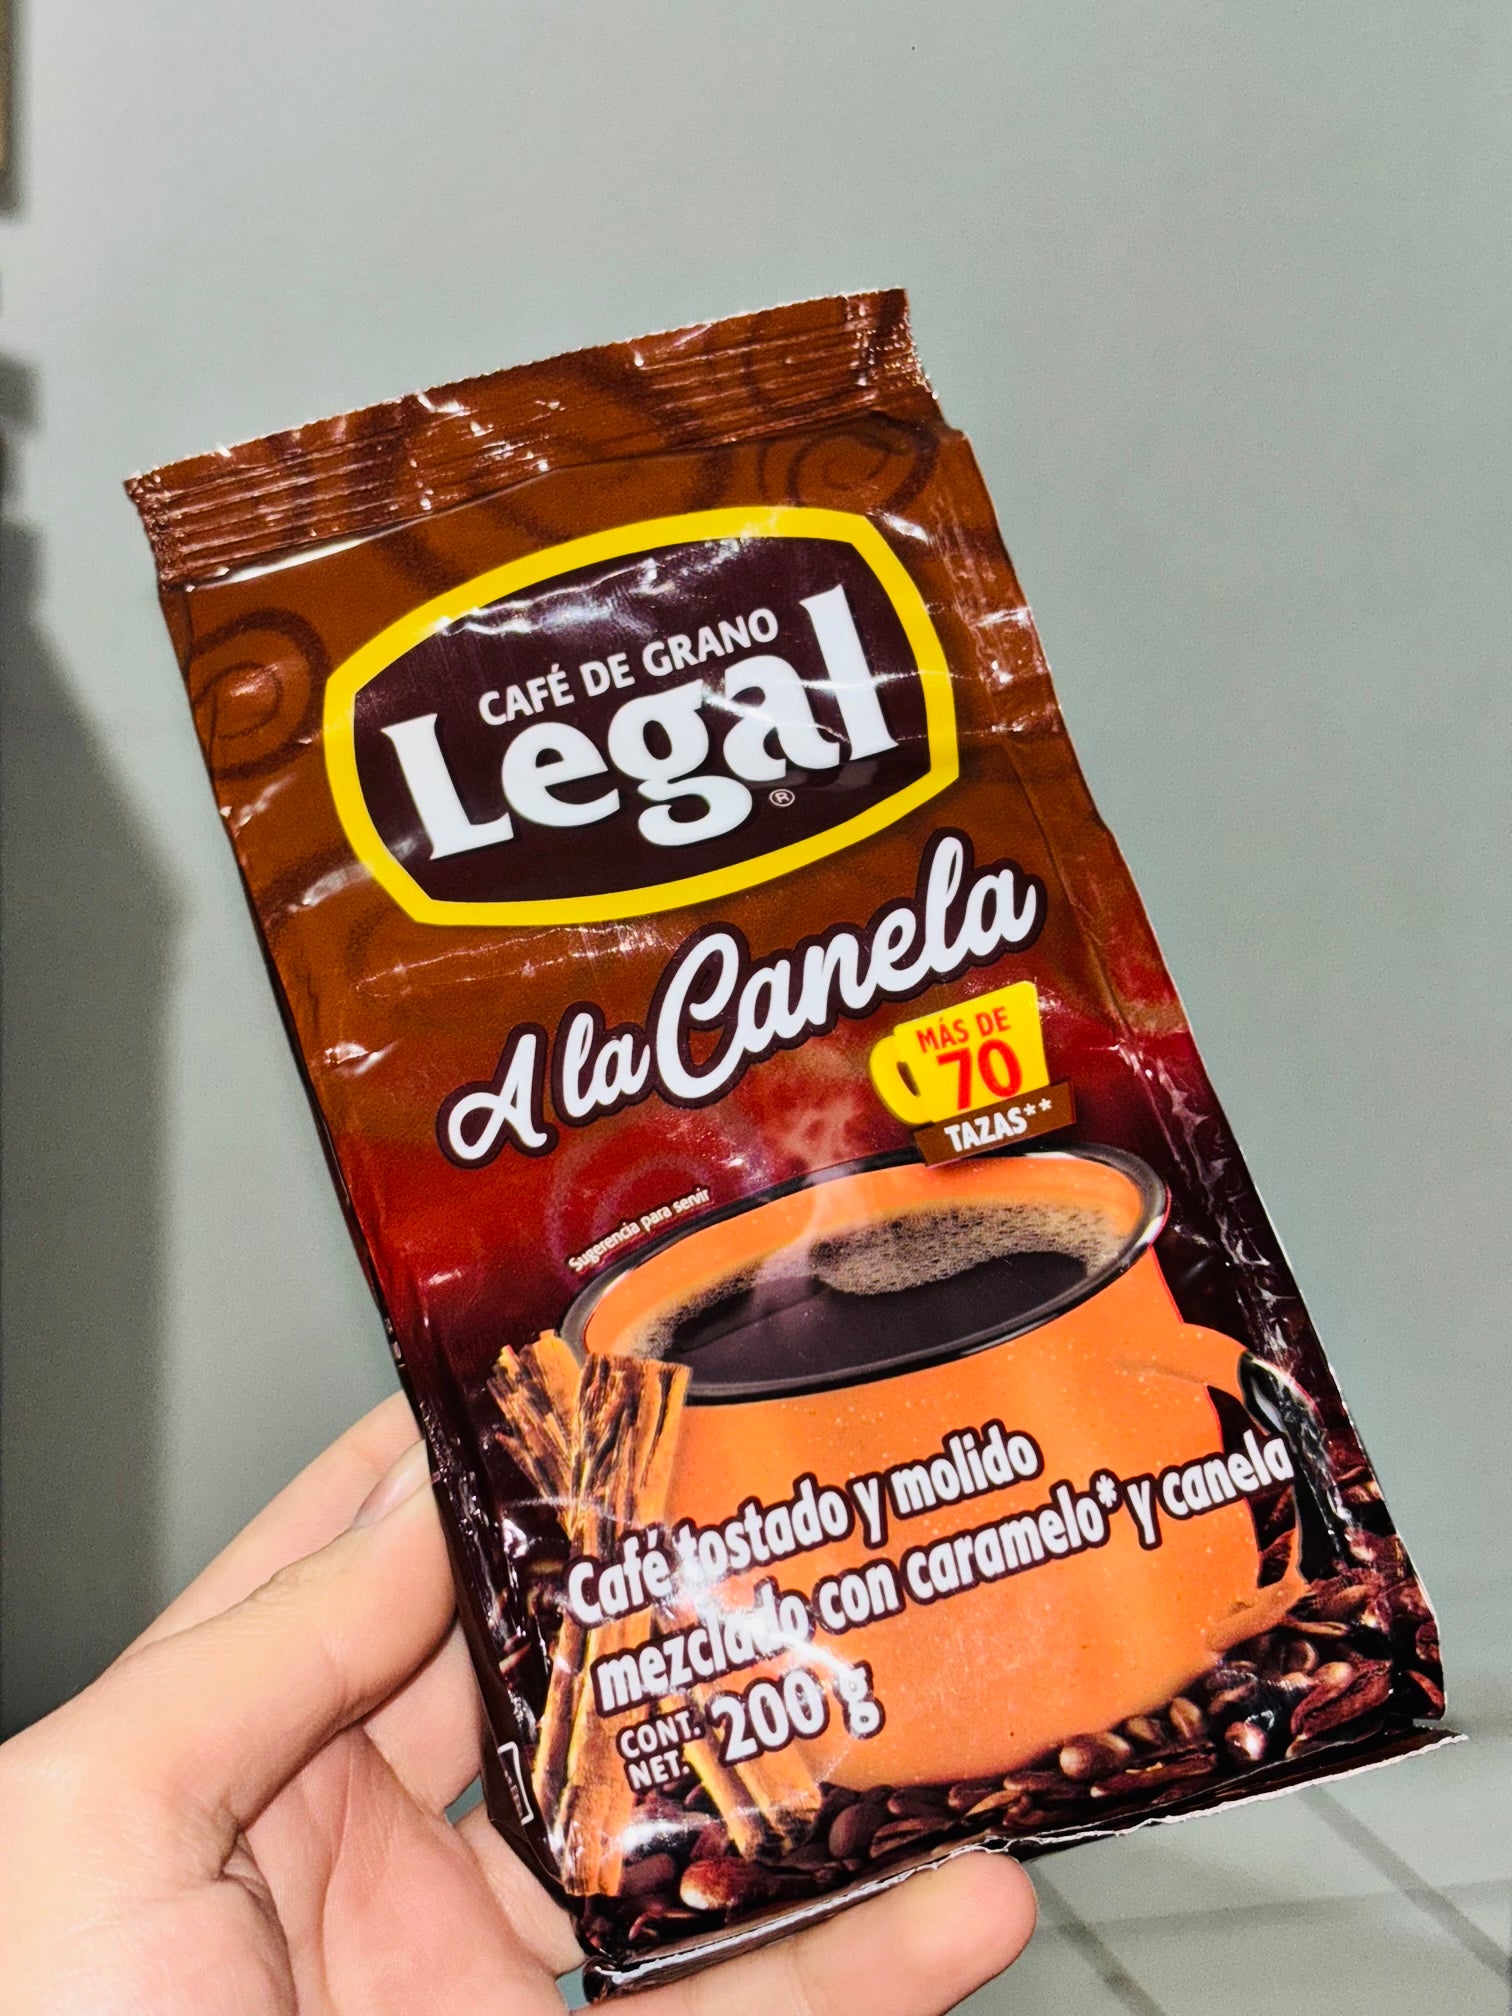 CAFÉ DE GRANO
Legal
®
A la Canela
MÁS DE
70
TAZAS**
Sugerencia para servir
Café tostado y molido
mezclado con caramelo* y canela
CONT.
NET. 200 g